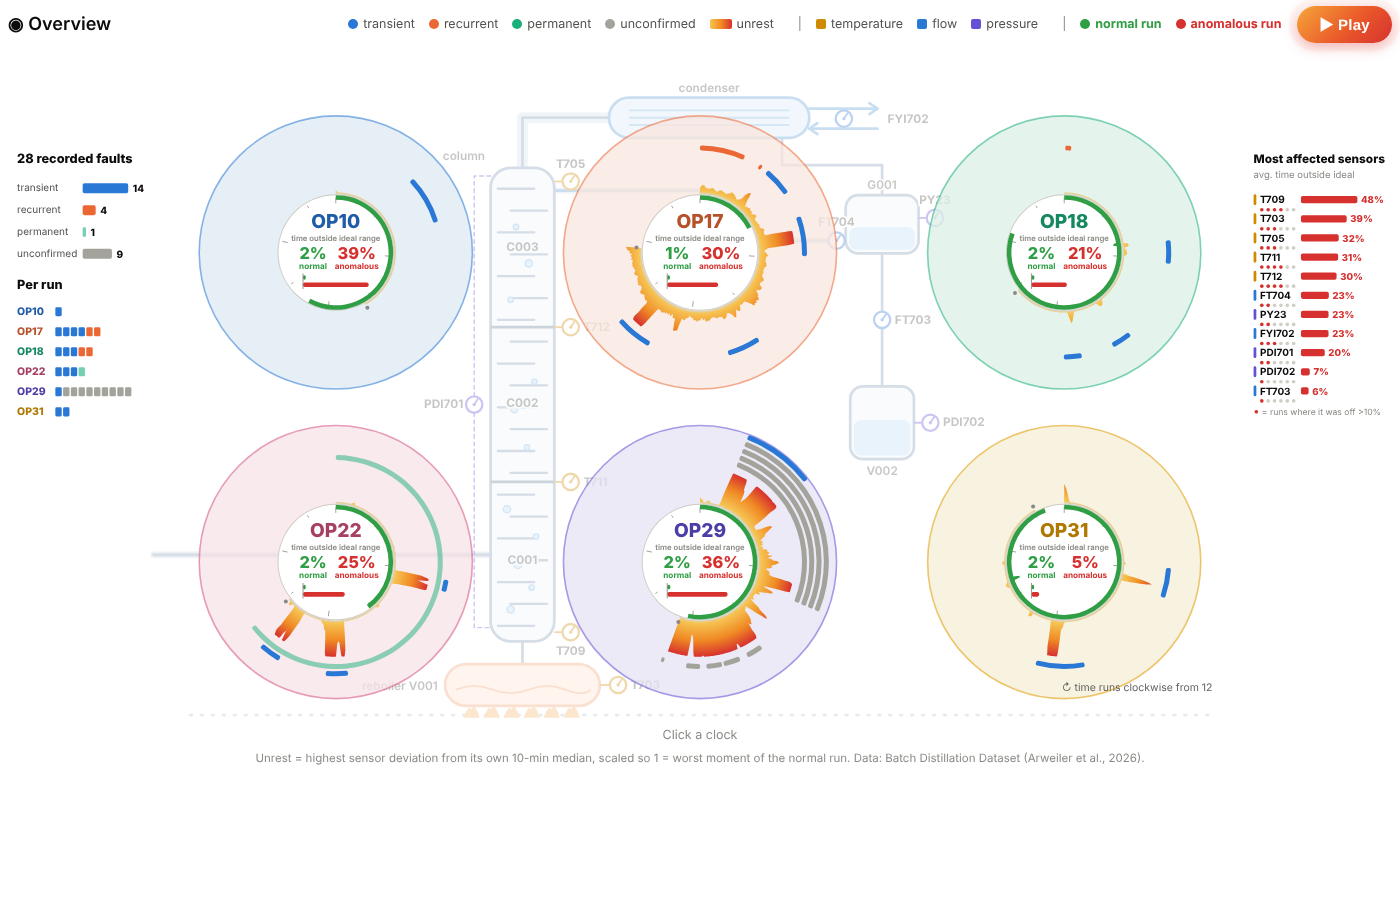 ◉ Overview
transient
recurrent
permanent
unconfirmed
unrest
temperature
flow
pressure
normal run
anomalous run
▶ Play
28 recorded faults
transient 14
recurrent 4
permanent 1
unconfirmed 9
Per run
OP10
OP17
OP18
OP22
OP29
OP31
condenser
FYI702
column
T705
C003
T712
PDI701
C002
T711
C001
T709
reboiler V001
T703
G001
PY23
FT704
FT703
PDI702
V002
OP10
time outside ideal range
2% 39%
normal anomalous
OP17
time outside ideal range
1% 30%
normal anomalous
OP18
time outside ideal range
2% 21%
normal anomalous
OP22
time outside ideal range
2% 25%
normal anomalous
OP29
time outside ideal range
2% 36%
normal anomalous
OP31
time outside ideal range
2% 5%
normal anomalous
↻ time runs clockwise from 12
Most affected sensors
avg. time outside ideal
T709 48%
T703 39%
T705 32%
T711 31%
T712 30%
FT704 23%
PY23 23%
FYI702 23%
PDI701 20%
PDI702 7%
FT703 6%
● = runs where it was off >10%
Click a clock
Unrest = highest sensor deviation from its own 10-min median, scaled so 1 = worst moment of the normal run. Data: Batch Distillation Dataset (Arweiler et al., 2026).